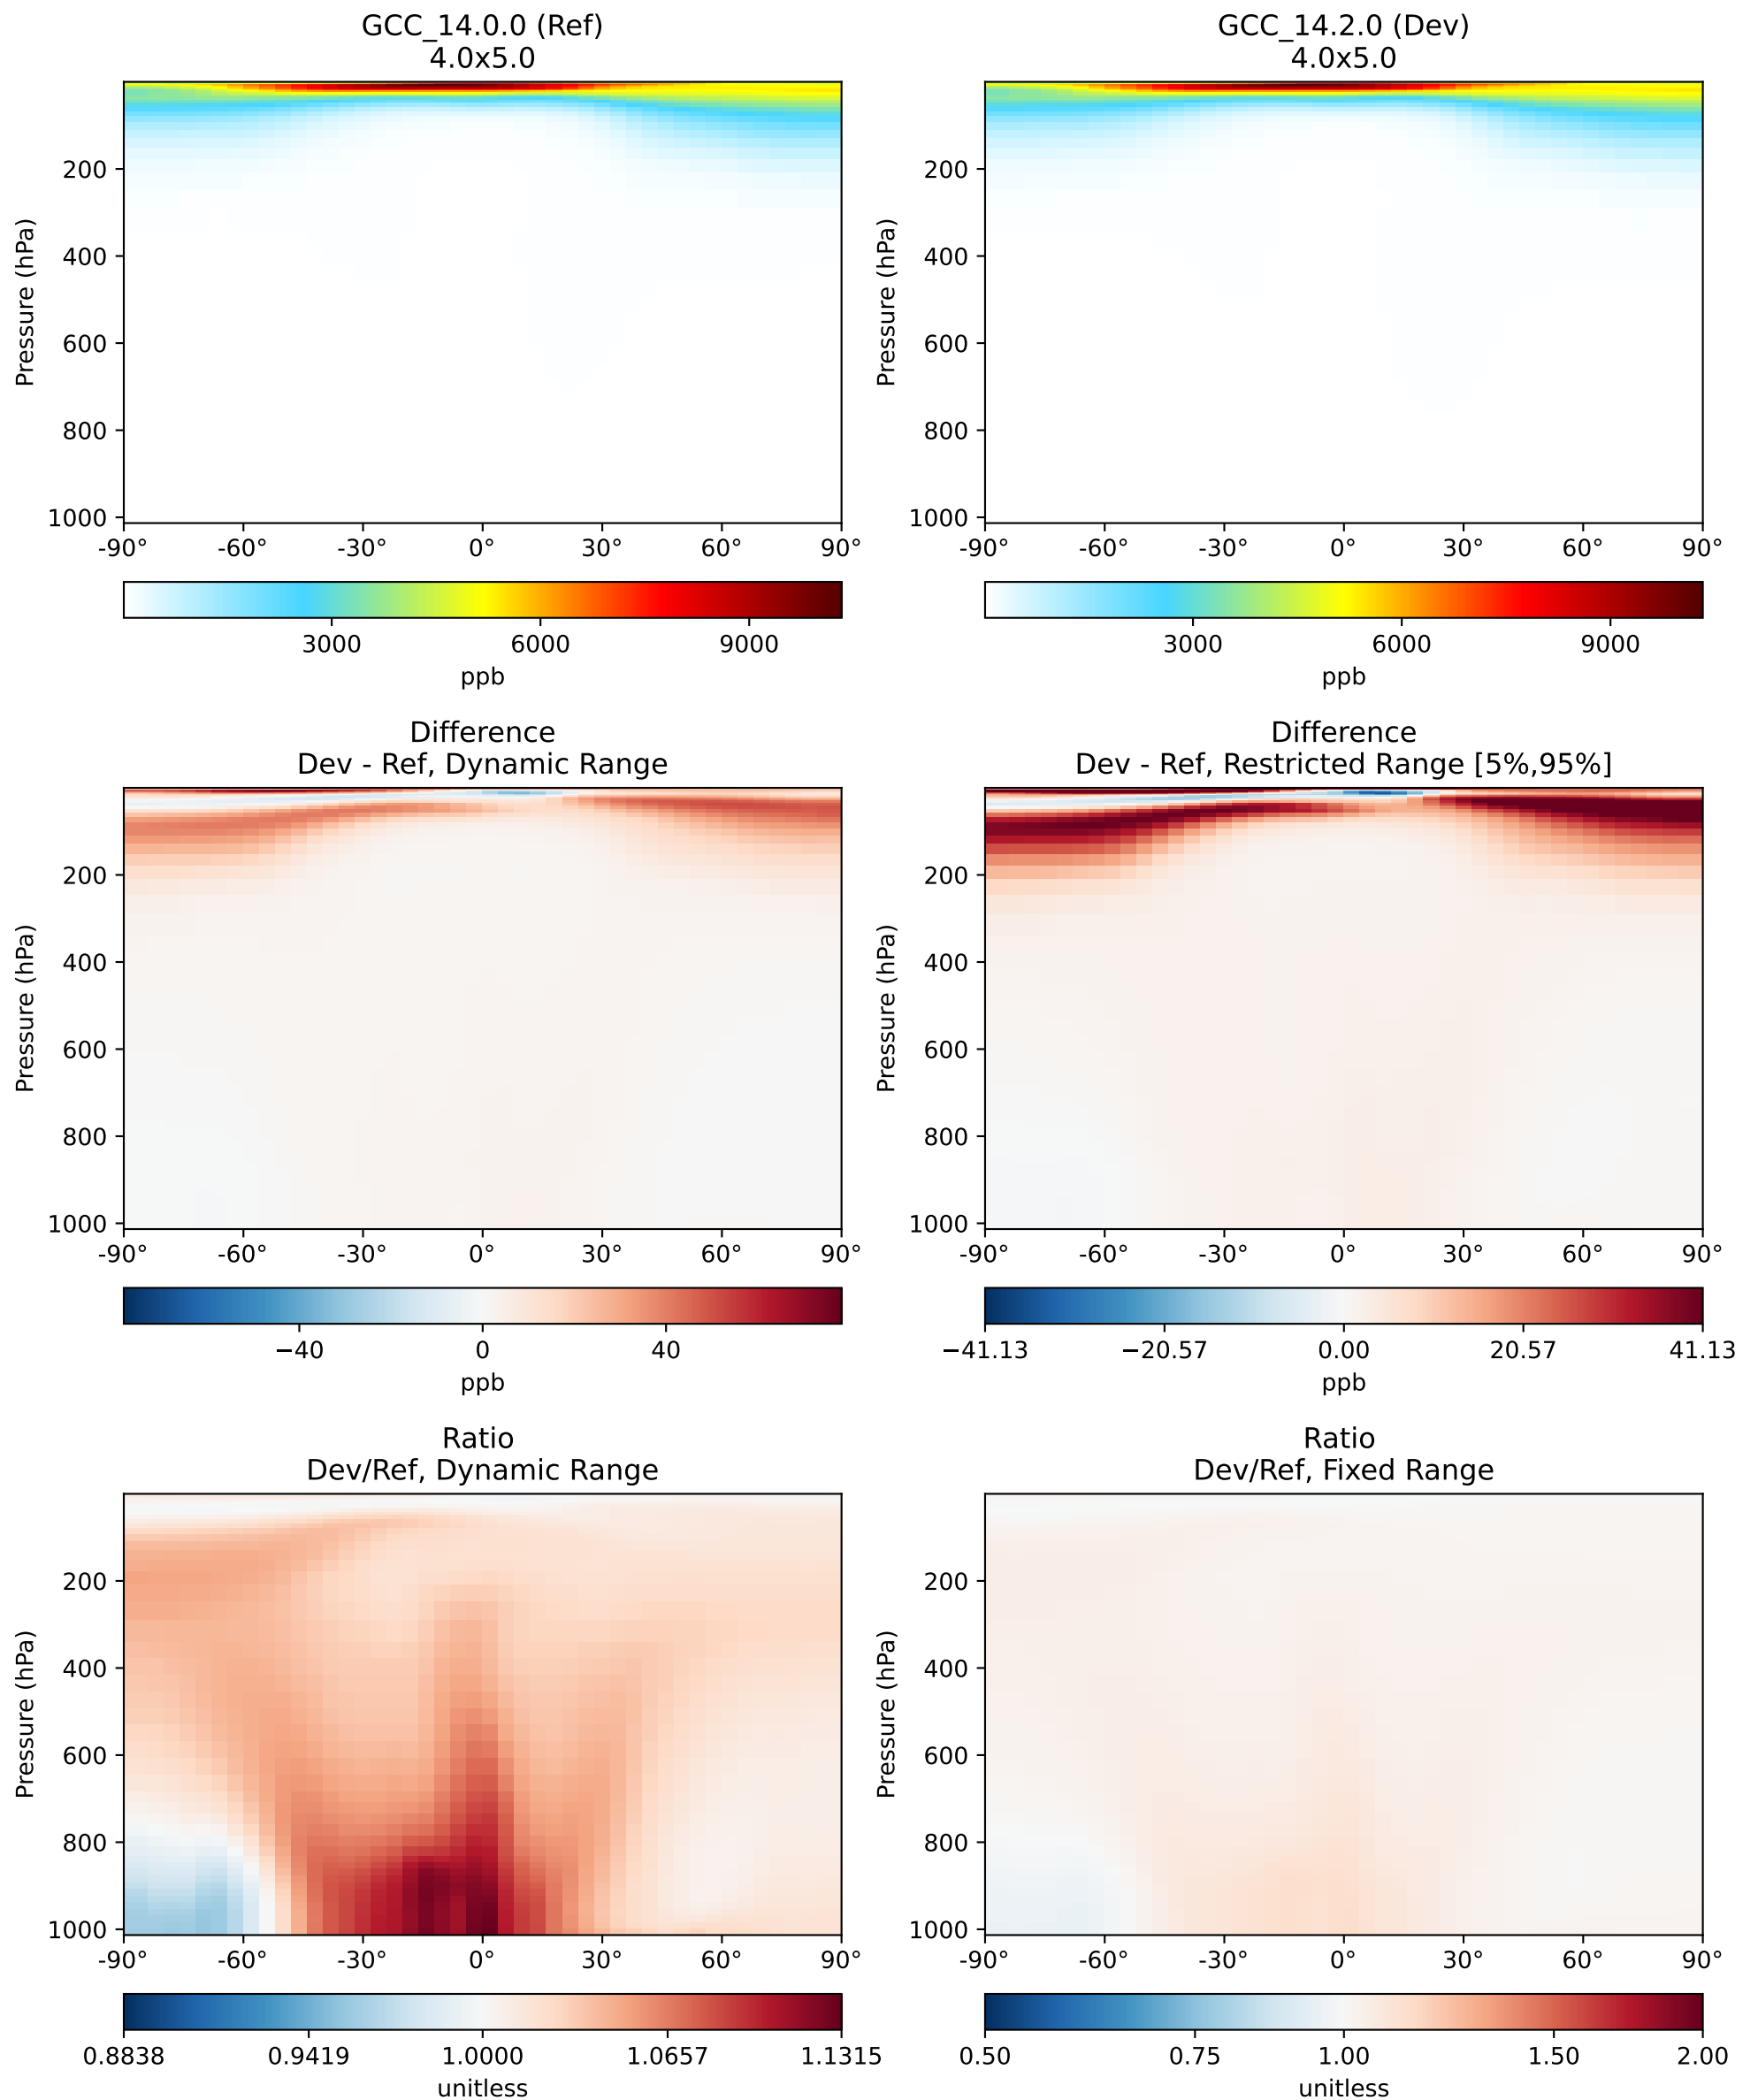 GCC_14.0.0 (Ref)
4.0x5.0
Pressure (hPa)
200
400
600
800
1000
-90° -60° -30° 0° 30° 60° 90°
3000 6000 9000
ppb
GCC_14.2.0 (Dev)
4.0x5.0
Pressure (hPa)
200
400
600
800
1000
-90° -60° -30° 0° 30° 60° 90°
3000 6000 9000
ppb
Difference
Dev - Ref, Dynamic Range
Pressure (hPa)
200
400
600
800
1000
-90° -60° -30° 0° 30° 60° 90°
−40 0 40
ppb
Difference
Dev - Ref, Restricted Range [5%,95%]
Pressure (hPa)
200
400
600
800
1000
-90° -60° -30° 0° 30° 60° 90°
−41.13 −20.57 0.00 20.57 41.13
ppb
Ratio
Dev/Ref, Dynamic Range
Pressure (hPa)
200
400
600
800
1000
-90° -60° -30° 0° 30° 60° 90°
0.8838 0.9419 1.0000 1.0657 1.1315
unitless
Ratio
Dev/Ref, Fixed Range
Pressure (hPa)
200
400
600
800
1000
-90° -60° -30° 0° 30° 60° 90°
0.50 0.75 1.00 1.50 2.00
unitless